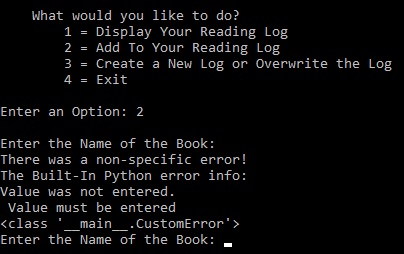 What would you like to do?
1 = Display Your Reading Log
2 = Add To Your Reading Log
3 = Create a New Log or Overwrite the Log
4 = Exit
Enter an Option: 2
Enter the Name of the Book:
There was a non-specific error!
The Built-In Python error info:
Value was not entered.
Value must be entered
<class '__main__.CustomError'>
Enter the Name of the Book: _